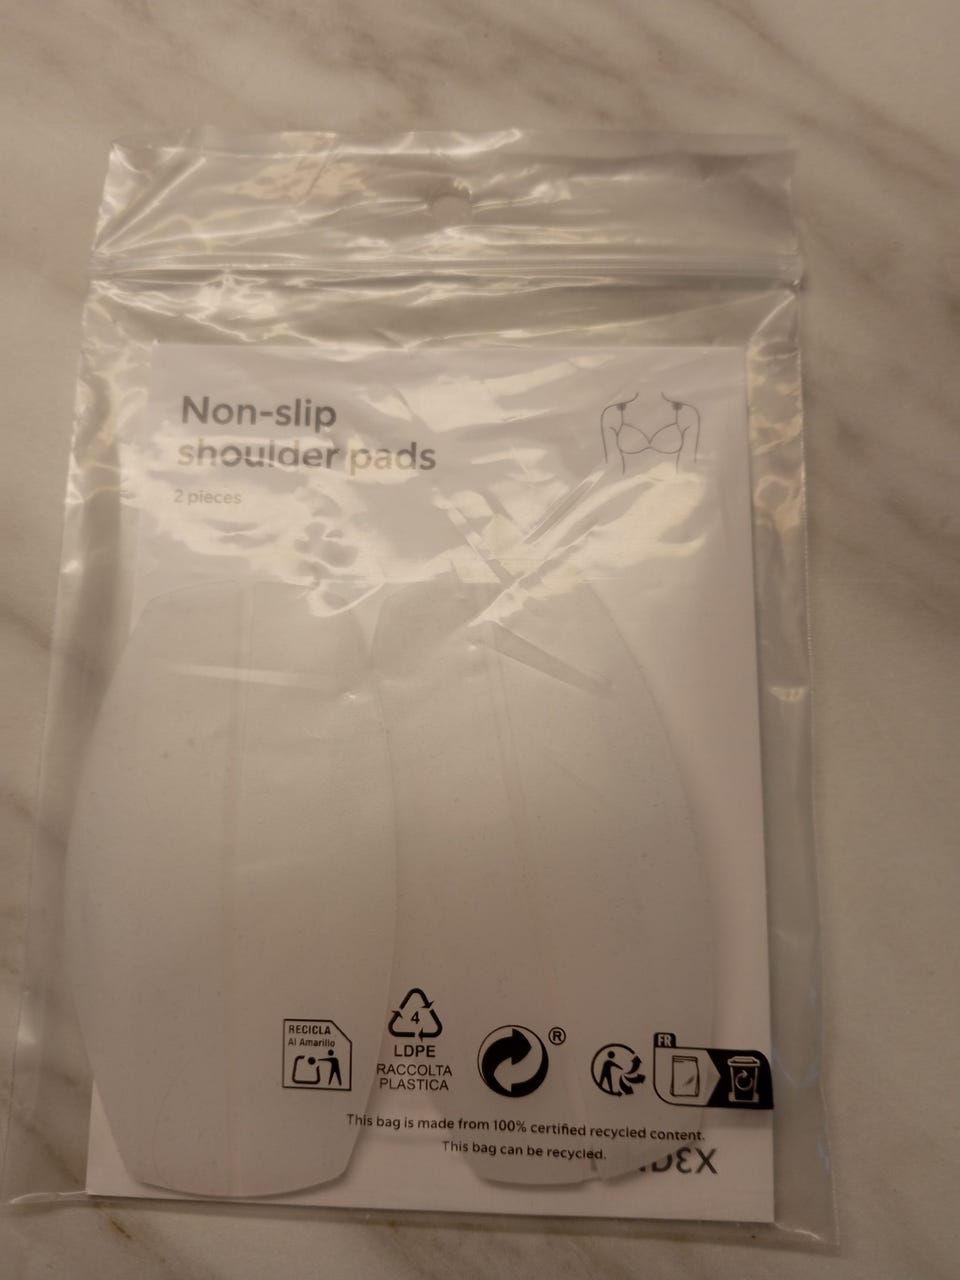 Non-slip
shoulder pads
2 pieces
RECICLA
Al Amarillo
4
LDPE
RACCOLTA
PLASTICA
®
FR
This bag is made from 100% certified recycled content.
This bag can be recycled.